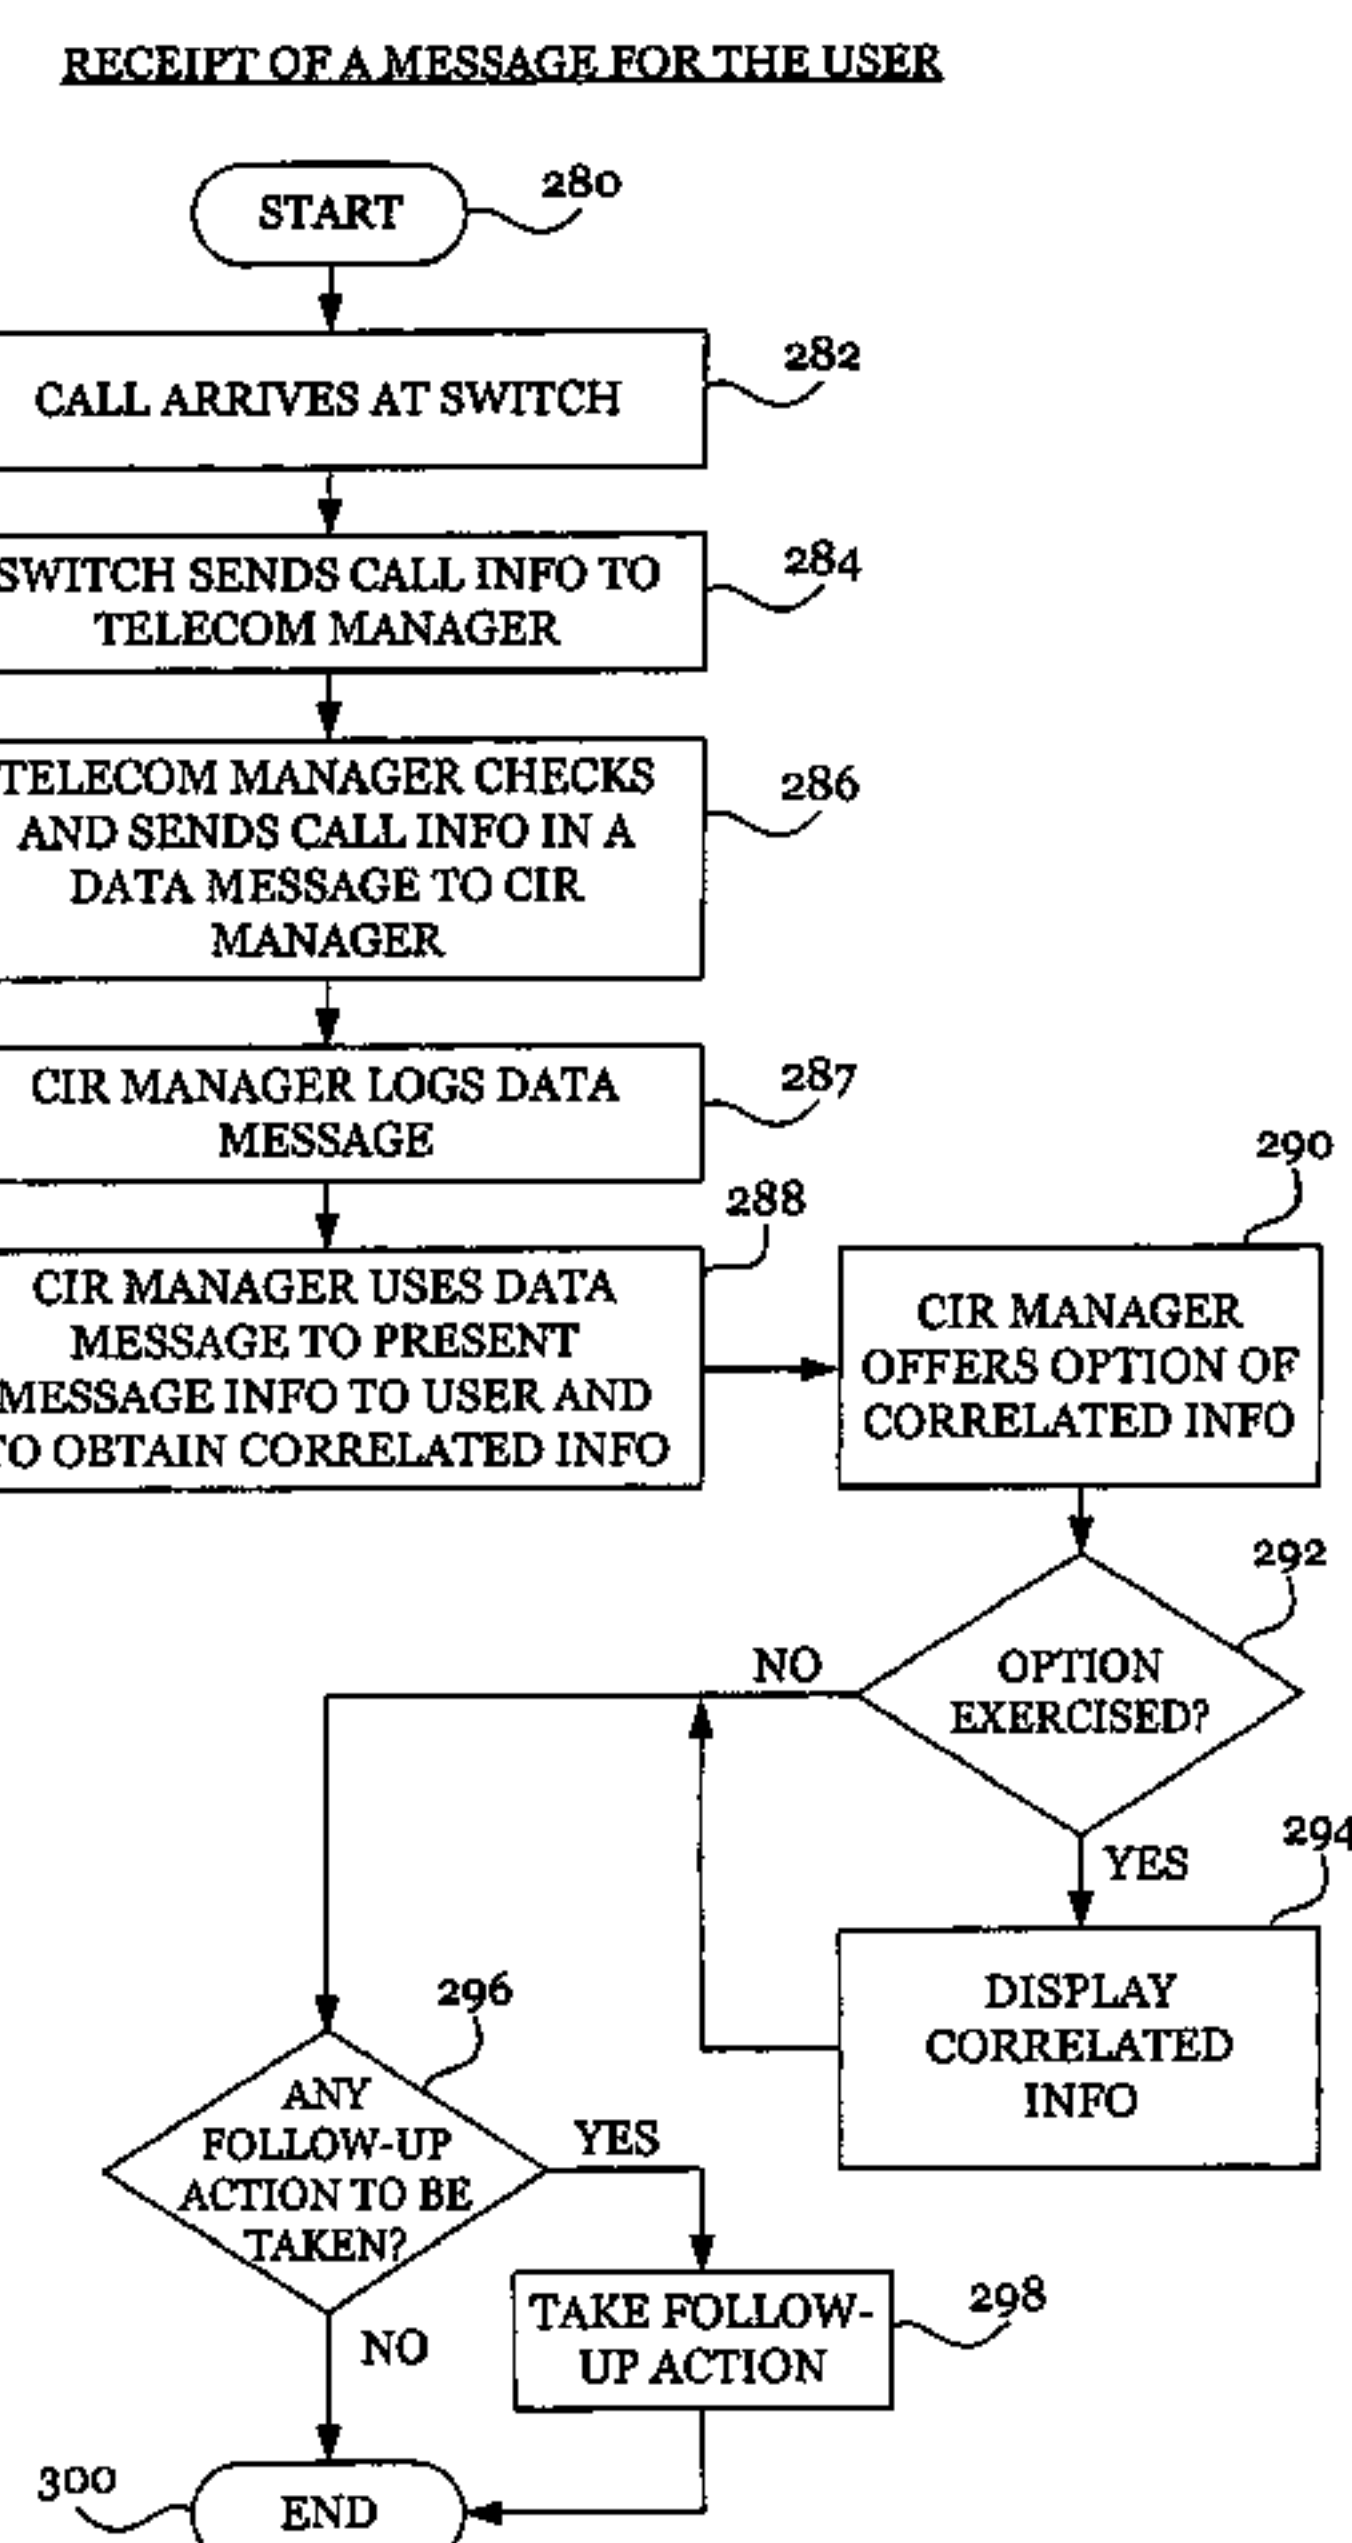 RECEIPT OF A MESSAGE FOR THE USER
START
280
CALL ARRIVES AT SWITCH
282
SWITCH SENDS CALL INFO TO
TELECOM MANAGER
284
TELECOM MANAGER CHECKS
AND SENDS CALL INFO IN A
DATA MESSAGE TO CIR
MANAGER
286
CIR MANAGER LOGS DATA
MESSAGE
287
CIR MANAGER USES DATA
MESSAGE TO PRESENT
MESSAGE INFO TO USER AND
TO OBTAIN CORRELATED INFO
288
CIR MANAGER
OFFERS OPTION OF
CORRELATED INFO
290
OPTION
EXERCISED?
292
NO
YES
DISPLAY
CORRELATED
INFO
294
ANY
FOLLOW-UP
ACTION TO BE
TAKEN?
296
YES
NO
TAKE FOLLOW-
UP ACTION
298
END
300